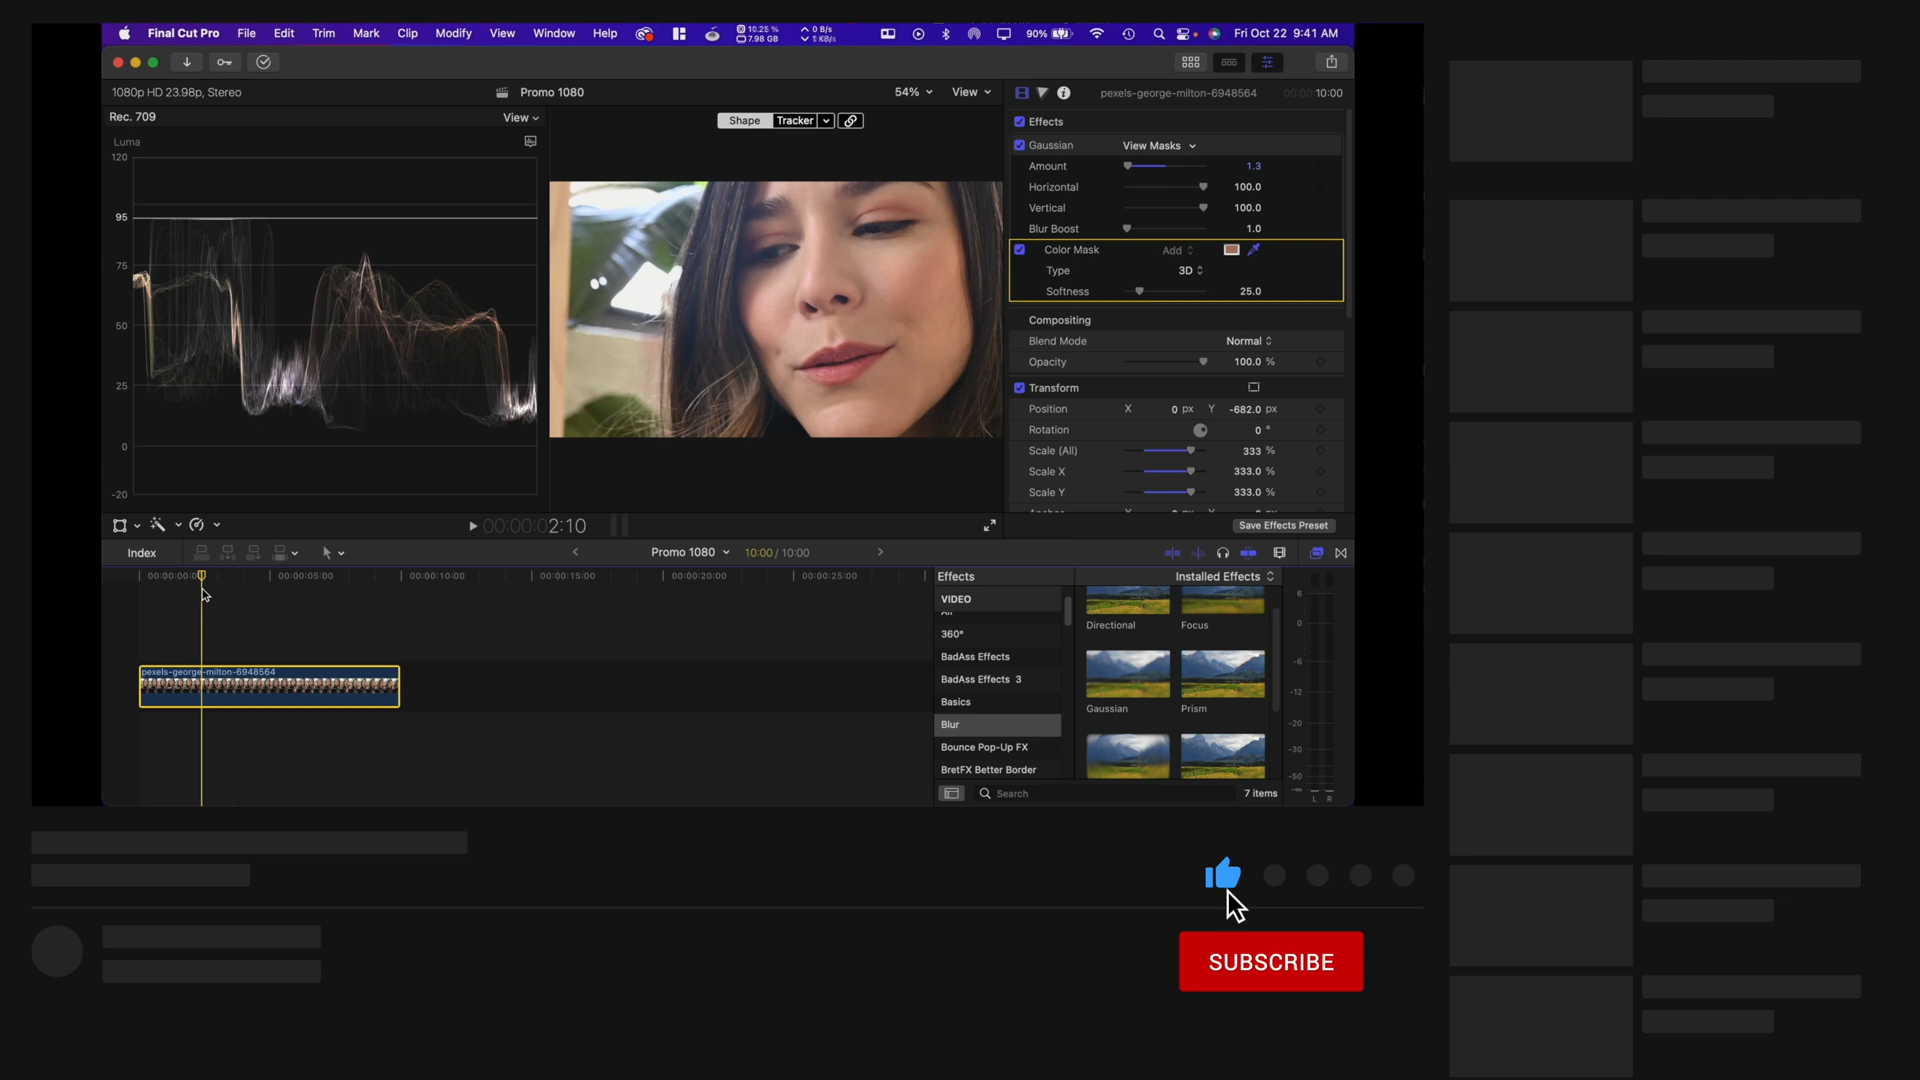 Final Cut Pro File Edit Trim Mark Clip Modify View Window Help 10.25 % 7.98 GB 0 B/s 1 KB/s 90% Fri Oct 22 9:41 AM
1080p HD 23.98p, Stereo Promo 1080 54% View pexels-george-milton-6948564 00:00:10:00
Rec. 709 View
Shape Tracker
Luma
120
95
75
50
25
0
-20
Effects
Gaussian View Masks
Amount 1.3
Horizontal 100.0
Vertical 100.0
Blur Boost 1.0
Color Mask Add
Type 3D
Softness 25.0
Compositing
Blend Mode Normal
Opacity 100.0 %
Transform
Position X 0 px Y -682.0 px
Rotation 0 °
Scale (All) 333 %
Scale X 333.0 %
Scale Y 333.0 %
00:00:02:10 Save Effects Preset
Index Promo 1080 10:00 / 10:00
00:00:05:00 00:00:10:00 00:00:15:00 00:00:20:00 00:00:25:00
pexels-george-milton-6948564
Effects Installed Effects
VIDEO
All
360°
BadAss Effects
BadAss Effects 3
Basics
Blur
Bounce Pop-Up FX
BretFX Better Border
Directional Focus
Gaussian Prism
Search 7 items
6
0
-6
-12
-20
-30
-50
-∞
L R
SUBSCRIBE